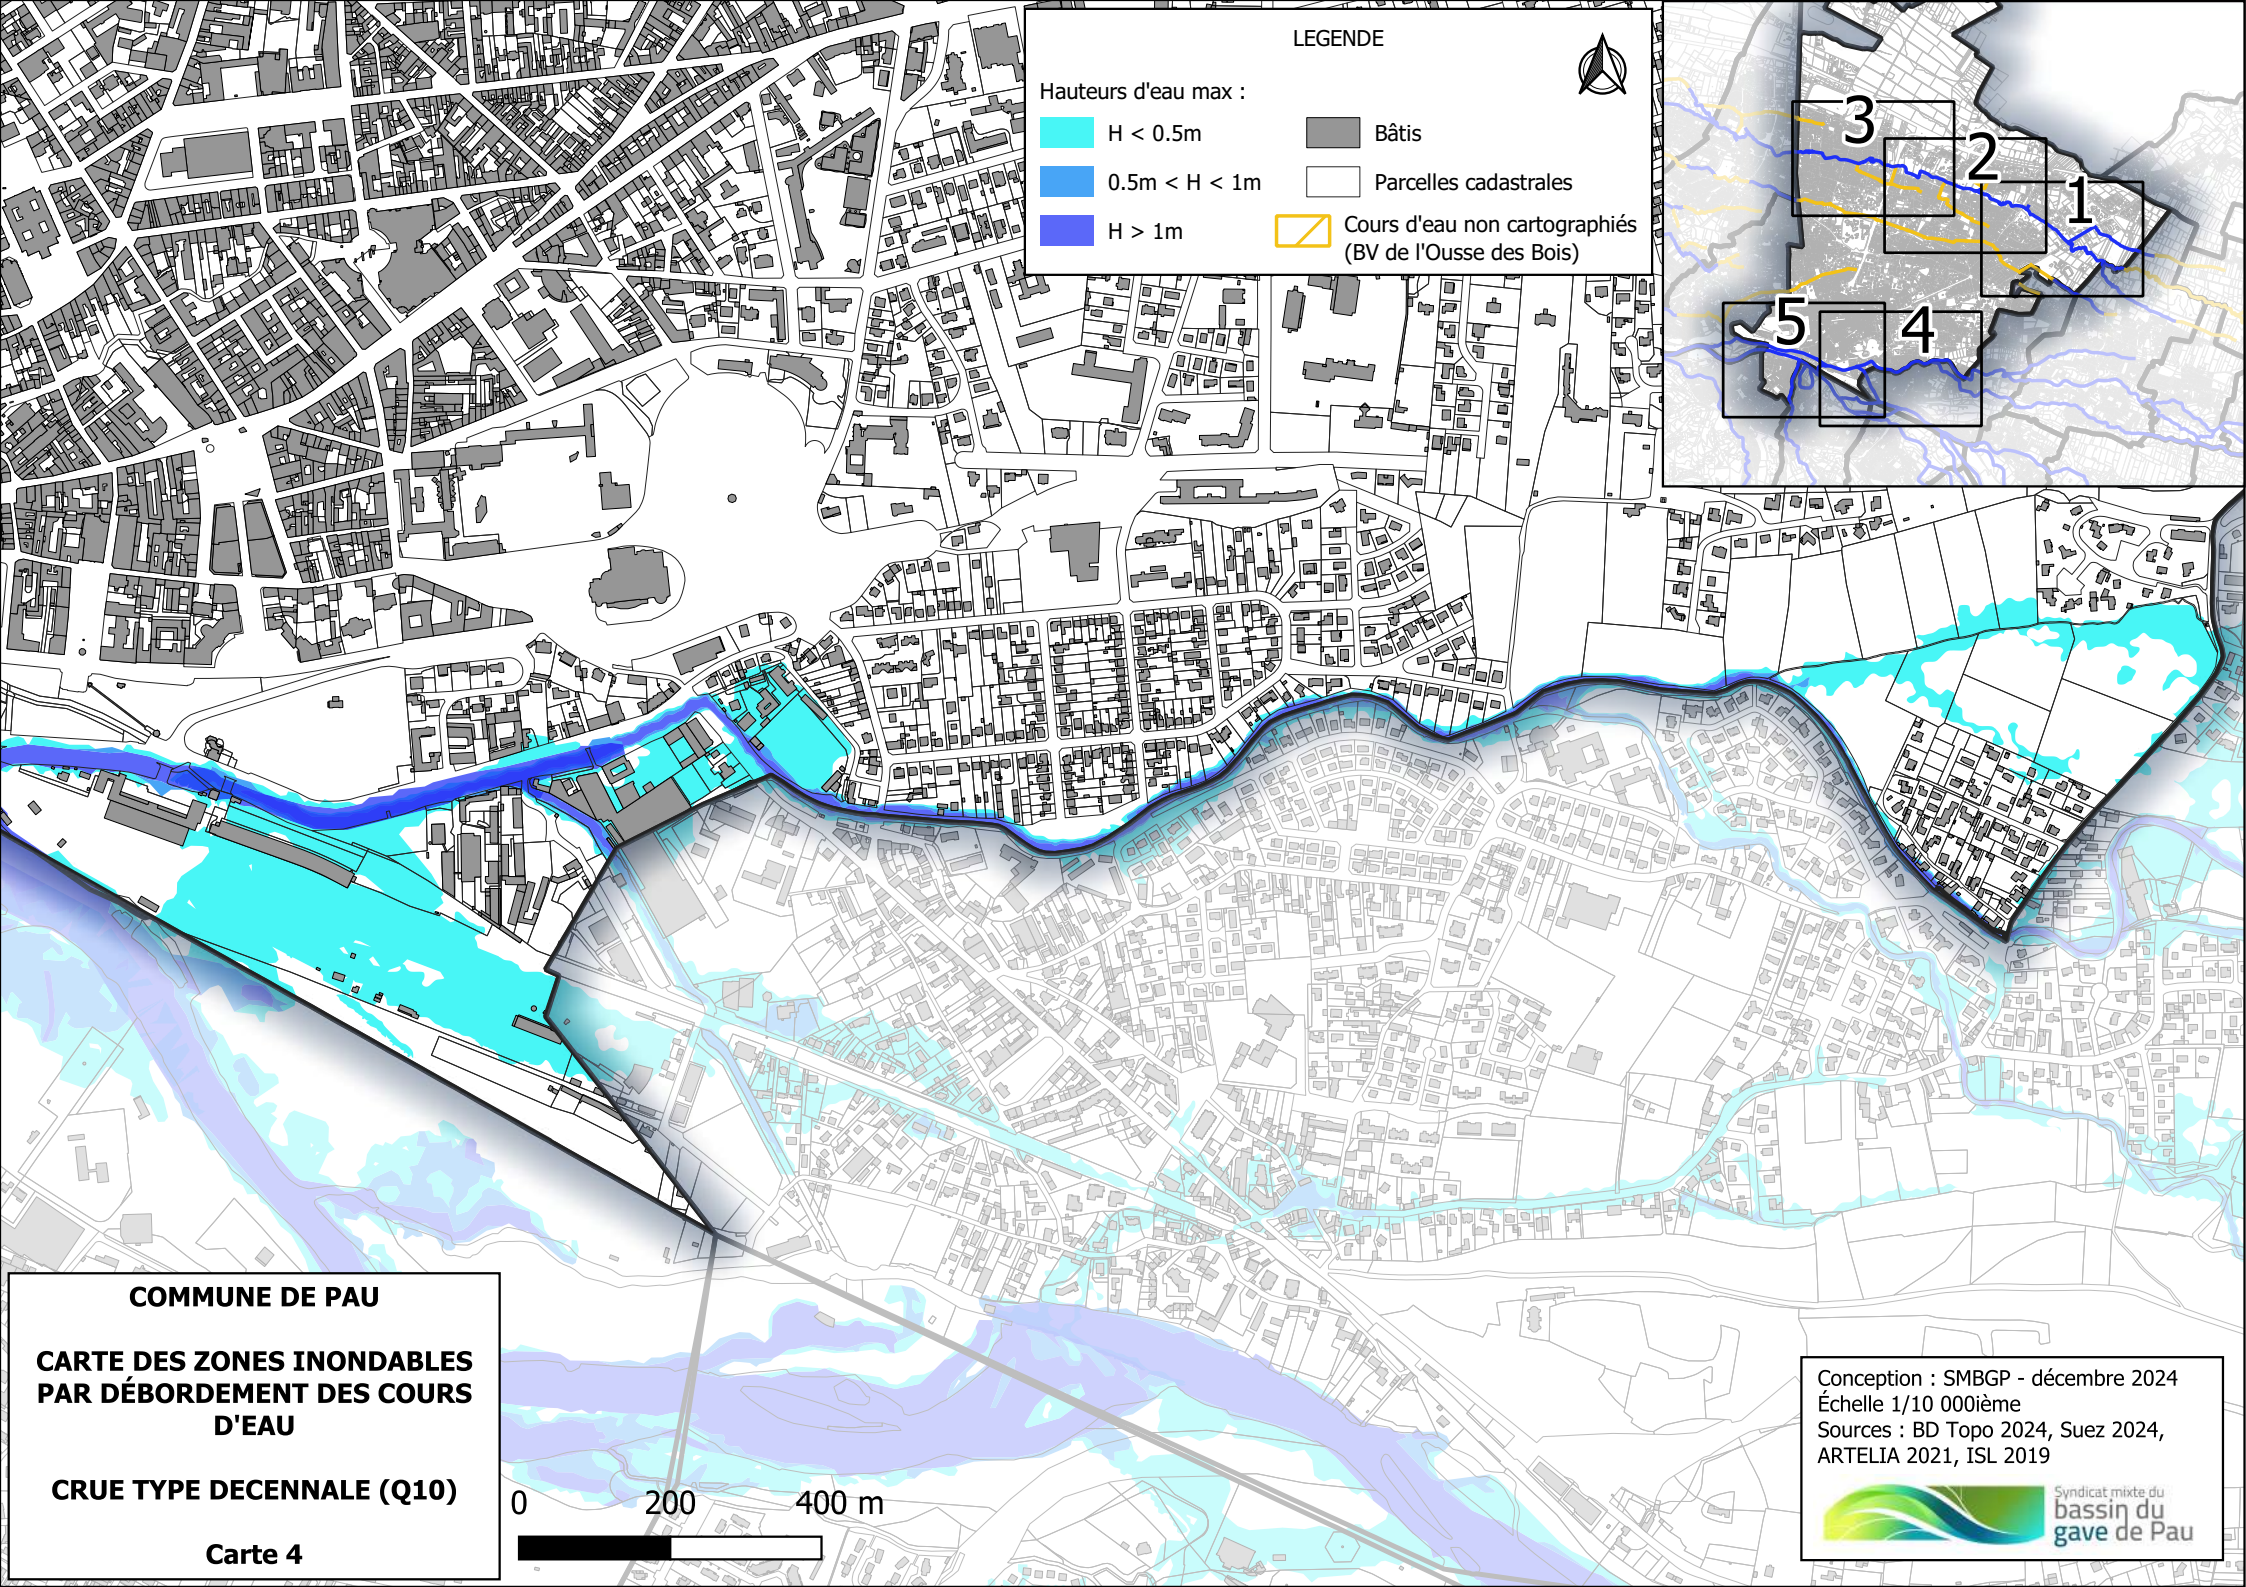 LEGENDE
Hauteurs d'eau max :
H < 0.5m
0.5m < H < 1m
H > 1m
Bâtis
Parcelles cadastrales
Cours d'eau non cartographiés
(BV de l'Ousse des Bois)
3
2
1
5
4
COMMUNE DE PAU
CARTE DES ZONES INONDABLES
PAR DÉBORDEMENT DES COURS
D'EAU
CRUE TYPE DECENNALE (Q10)
Carte 4
0 200 400 m
Conception : SMBGP - décembre 2024
Échelle 1/10 000ième
Sources : BD Topo 2024, Suez 2024,
ARTELIA 2021, ISL 2019
Syndicat mixte du
bassin du
gave de Pau